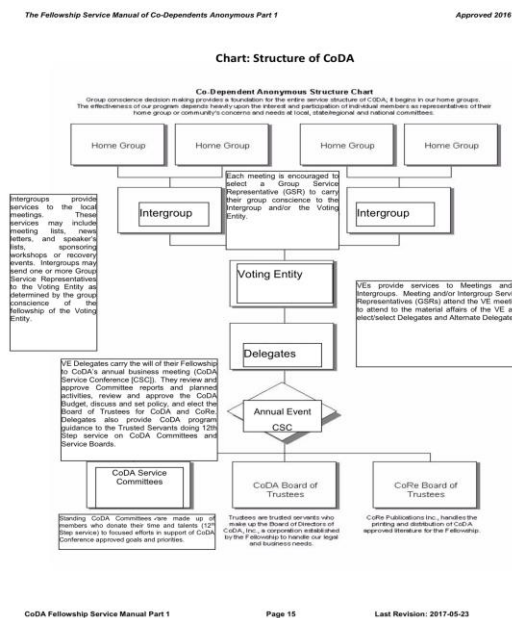 The Fellowship Service Manual of Co-Dependents Anonymous Part 1
Approved 2016
Chart: Structure of CoDA
Co-Dependent Anonymous Structure Chart
Group conscience decision making provides a foundation for the entire service structure of CODA, it begins in our home groups.
The effectiveness of our program depends heavily upon the interest and participation of individual members as representatives of their
home group or community's concerns and needs at local, state/regional and national committees.
Home Group
Home Group
Home Group
Home Group
Each meeting is encouraged to
select a Group Service
Representative (GSR) to carry
their group conscience to the
Intergroup and/or the Voting
Entity.
Intergroup
Intergroup
Intergroups provide
services to the local
meetings. These
services may include
meeting lists, news
letters, and speaker's
lists, sponsoring
workshops or recovery
events. Intergroups may
send one or more Group
Service Representatives
to the Voting Entity as
determined by the group
conscience of the
fellowship of the Voting
Entity.
Voting Entity
VEs provide services to Meetings and
Intergroups. Meeting and/or Intergroup Servi
Representatives (GSRs) attend the VE meeti
to attend to the material affairs of the VE a
elect/select Delegates and Alternate Delegate
Delegates
VE Delegates carry the will of their Fellowship
to CoDA's annual business meeting (CoDA
Service Conference [CSC]). They review and
approve Committee reports and planned
activities, review and approve the CoDA
Budget, discuss and set policy, and elect the
Board of Trustees for CoDA and CoRe.
Delegates also provide CoDA program
guidance to the Trusted Servants doing 12th
Step service on CoDA Committees and
Service Boards.
Annual Event
CSC
CoDA Service
Committees
CoDA Board of
Trustees
CoRe Board of
Trustees
Standing CoDA Committees are made up of
members who donate their time and talents (12th
Step service) to focused efforts in support of CoDA
Conference approved goals and priorities.
Trustees are trusted servants who
make up the Board of Directors of
CoDA, Inc., a corporation established
by the Fellowship to handle our legal
and business needs.
CoRe Publications Inc., handles the
printing and distribution of CoDA
approved literature for the Fellowship.
CoDA Fellowship Service Manual Part 1
Page 15
Last Revision: 2017-05-23